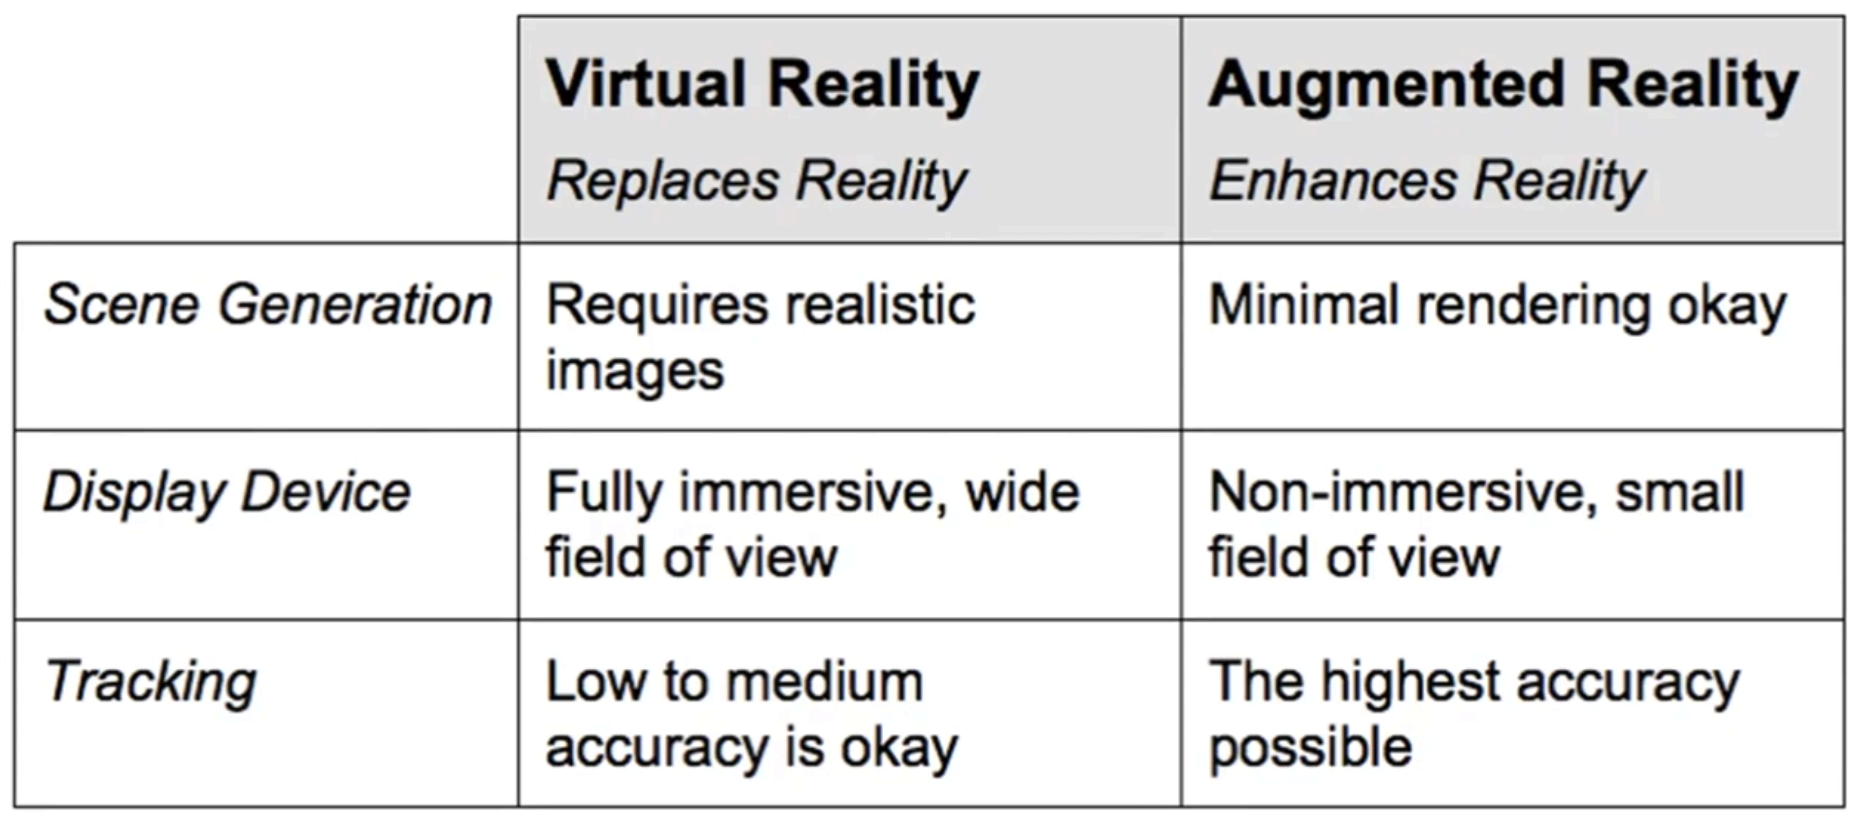 Virtual Reality
Replaces Reality
Augmented Reality
Enhances Reality
Scene Generation
Requires realistic
images
Minimal rendering okay
Display Device
Fully immersive, wide
field of view
Non-immersive, small
field of view
Tracking
Low to medium
accuracy is okay
The highest accuracy
possible